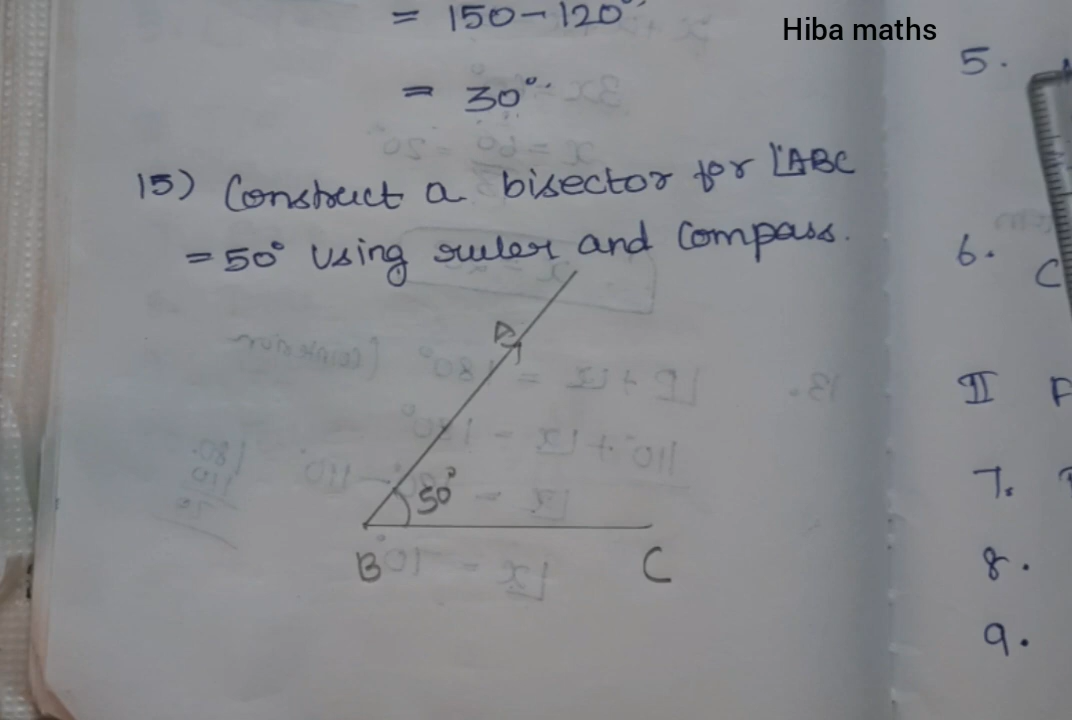 = 150-120°
Hiba maths
= 30°.
5.
15) Construct a bisector for ∟ABC
= 50° Using ruler and Compass.
6.
C
A
II
50°
7.
B
C
8.
9.